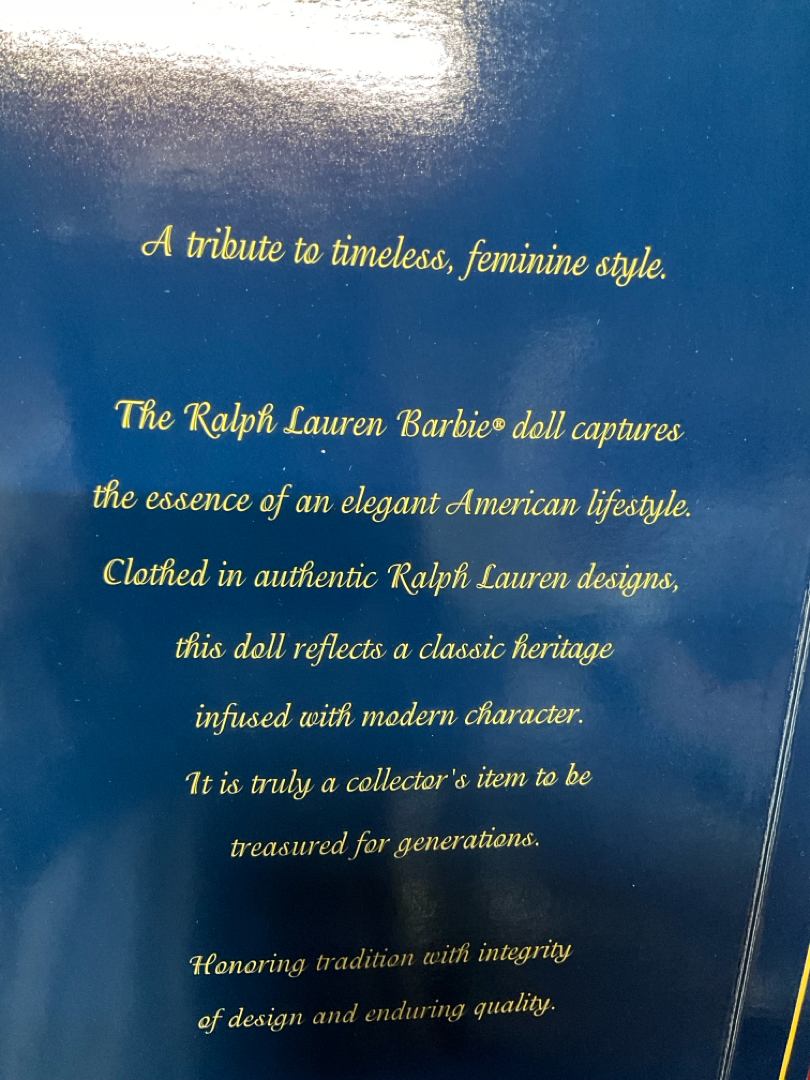 A tribute to timeless, feminine style.
The Ralph Lauren Barbie® doll captures
the essence of an elegant American lifestyle.
Clothed in authentic Ralph Lauren designs,
this doll reflects a classic heritage
infused with modern character.
It is truly a collector's item to be
treasured for generations.
Honoring tradition with integrity
of design and enduring quality.